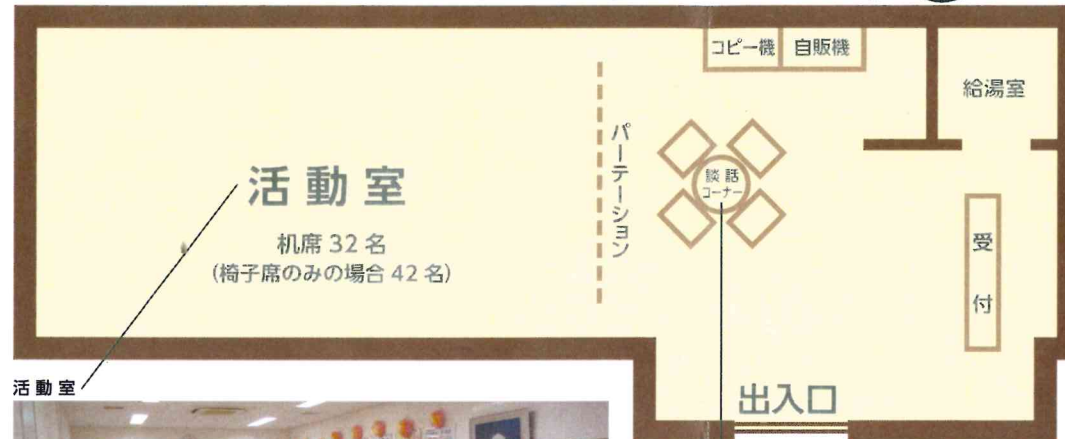 コピー機
自販機
給湯室
パーテーション
談話
コーナー
活動室
机席 32 名
(椅子席のみの場合 42 名)
受付
出入口
活動室